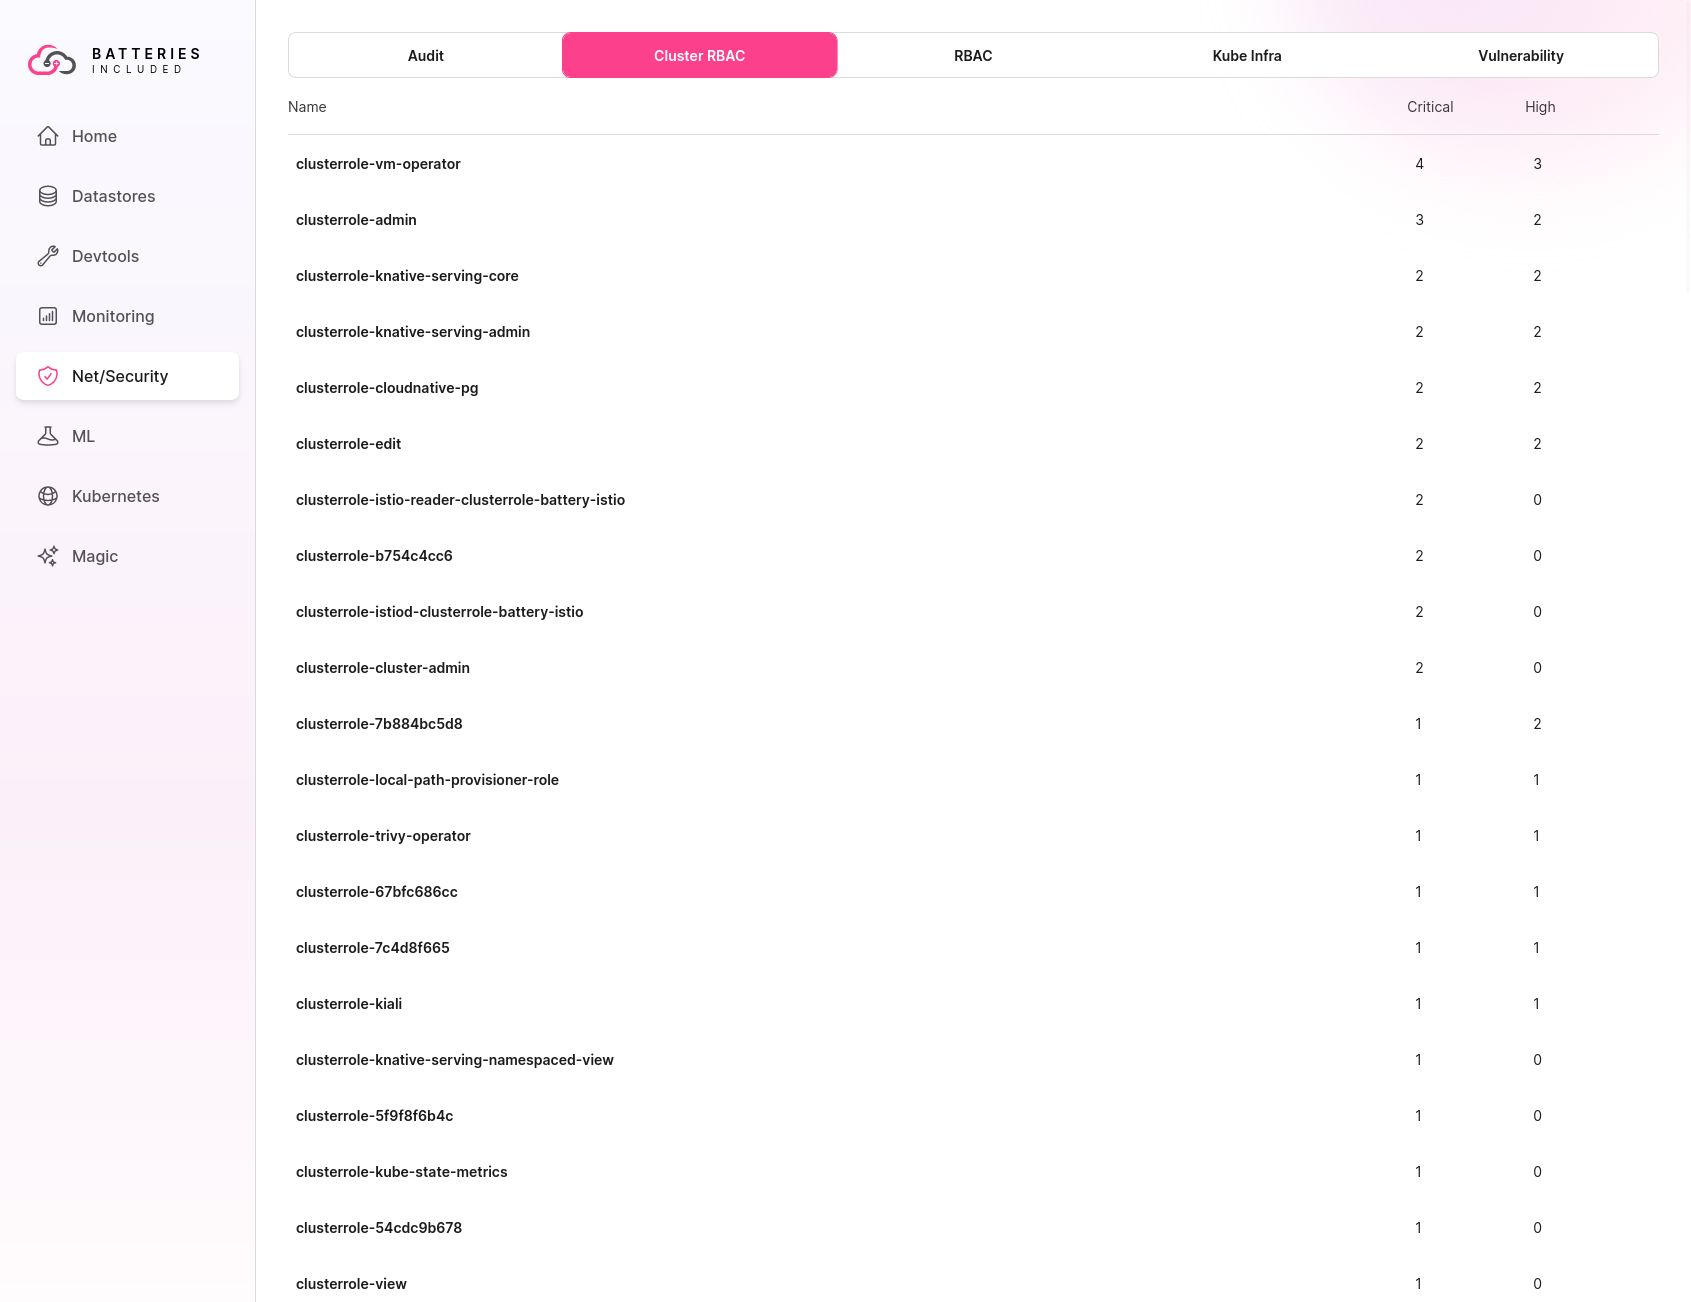 BATTERIES
INCLUDED
Home
Datastores
Devtools
Monitoring
Net/Security
ML
Kubernetes
Magic
Audit Cluster RBAC RBAC Kube Infra Vulnerability
Name Critical High
clusterrole-vm-operator 4 3
clusterrole-admin 3 2
clusterrole-knative-serving-core 2 2
clusterrole-knative-serving-admin 2 2
clusterrole-cloudnative-pg 2 2
clusterrole-edit 2 2
clusterrole-istio-reader-clusterrole-battery-istio 2 0
clusterrole-b754c4cc6 2 0
clusterrole-istiod-clusterrole-battery-istio 2 0
clusterrole-cluster-admin 2 0
clusterrole-7b884bc5d8 1 2
clusterrole-local-path-provisioner-role 1 1
clusterrole-trivy-operator 1 1
clusterrole-67bfc686cc 1 1
clusterrole-7c4d8f665 1 1
clusterrole-kiali 1 1
clusterrole-knative-serving-namespaced-view 1 0
clusterrole-5f9f8f6b4c 1 0
clusterrole-kube-state-metrics 1 0
clusterrole-54cdc9b678 1 0
clusterrole-view 1 0